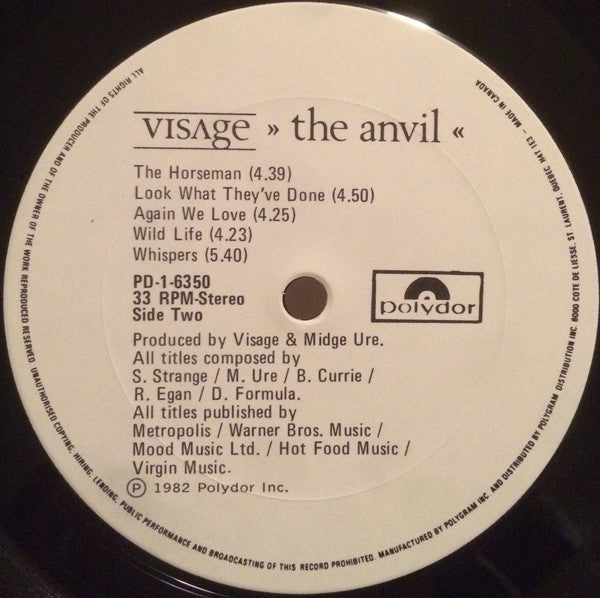 VISAGE » the anvil «
The Horseman (4.39)
Look What They've Done (4.50)
Again We Love (4.25)
Wild Life (4.23)
Whispers (5.40)
PD-1-6350
33 RPM-Stereo
Side Two
polydor
Produced by Visage & Midge Ure.
All titles composed by
S. Strange / M. Ure / B. Currie /
R. Egan / D. Formula.
All titles published by
Metropolis / Warner Bros. Music /
Mood Music Ltd. / Hot Food Music /
Virgin Music.
Ⓟ 1982 Polydor Inc.
ALL RIGHTS OF THE PRODUCER AND OF THE OWNER OF THE WORK REPRODUCED RESERVED. UNAUTHORISED COPYING, HIRING, LENDING, PUBLIC PERFORMANCE AND BROADCASTING OF THIS RECORD PROHIBITED. MANUFACTURED BY POLYGRAM INC. AND DISTRIBUTED BY POLYGRAM DISTRIBUTION INC. 6000 COTE DE LIESSE, ST LAURENT, QUEBEC H4T 1E3 – MADE IN CANADA